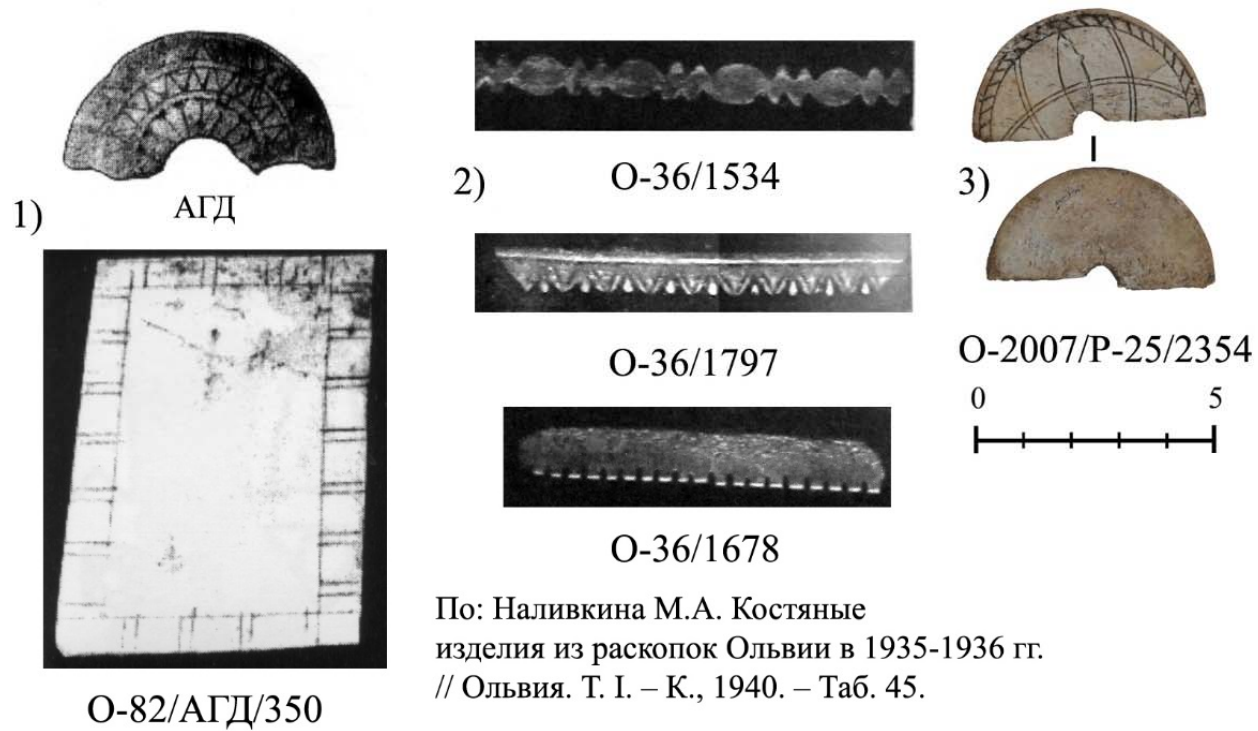 1)
АГД
О-82/АГД/350
2)
О-36/1534
О-36/1797
О-36/1678
По: Наливкина М.А. Костяные
изделия из раскопок Ольвии в 1935-1936 гг.
// Ольвия. Т. I. – К., 1940. – Таб. 45.
3)
О-2007/Р-25/2354
0 5